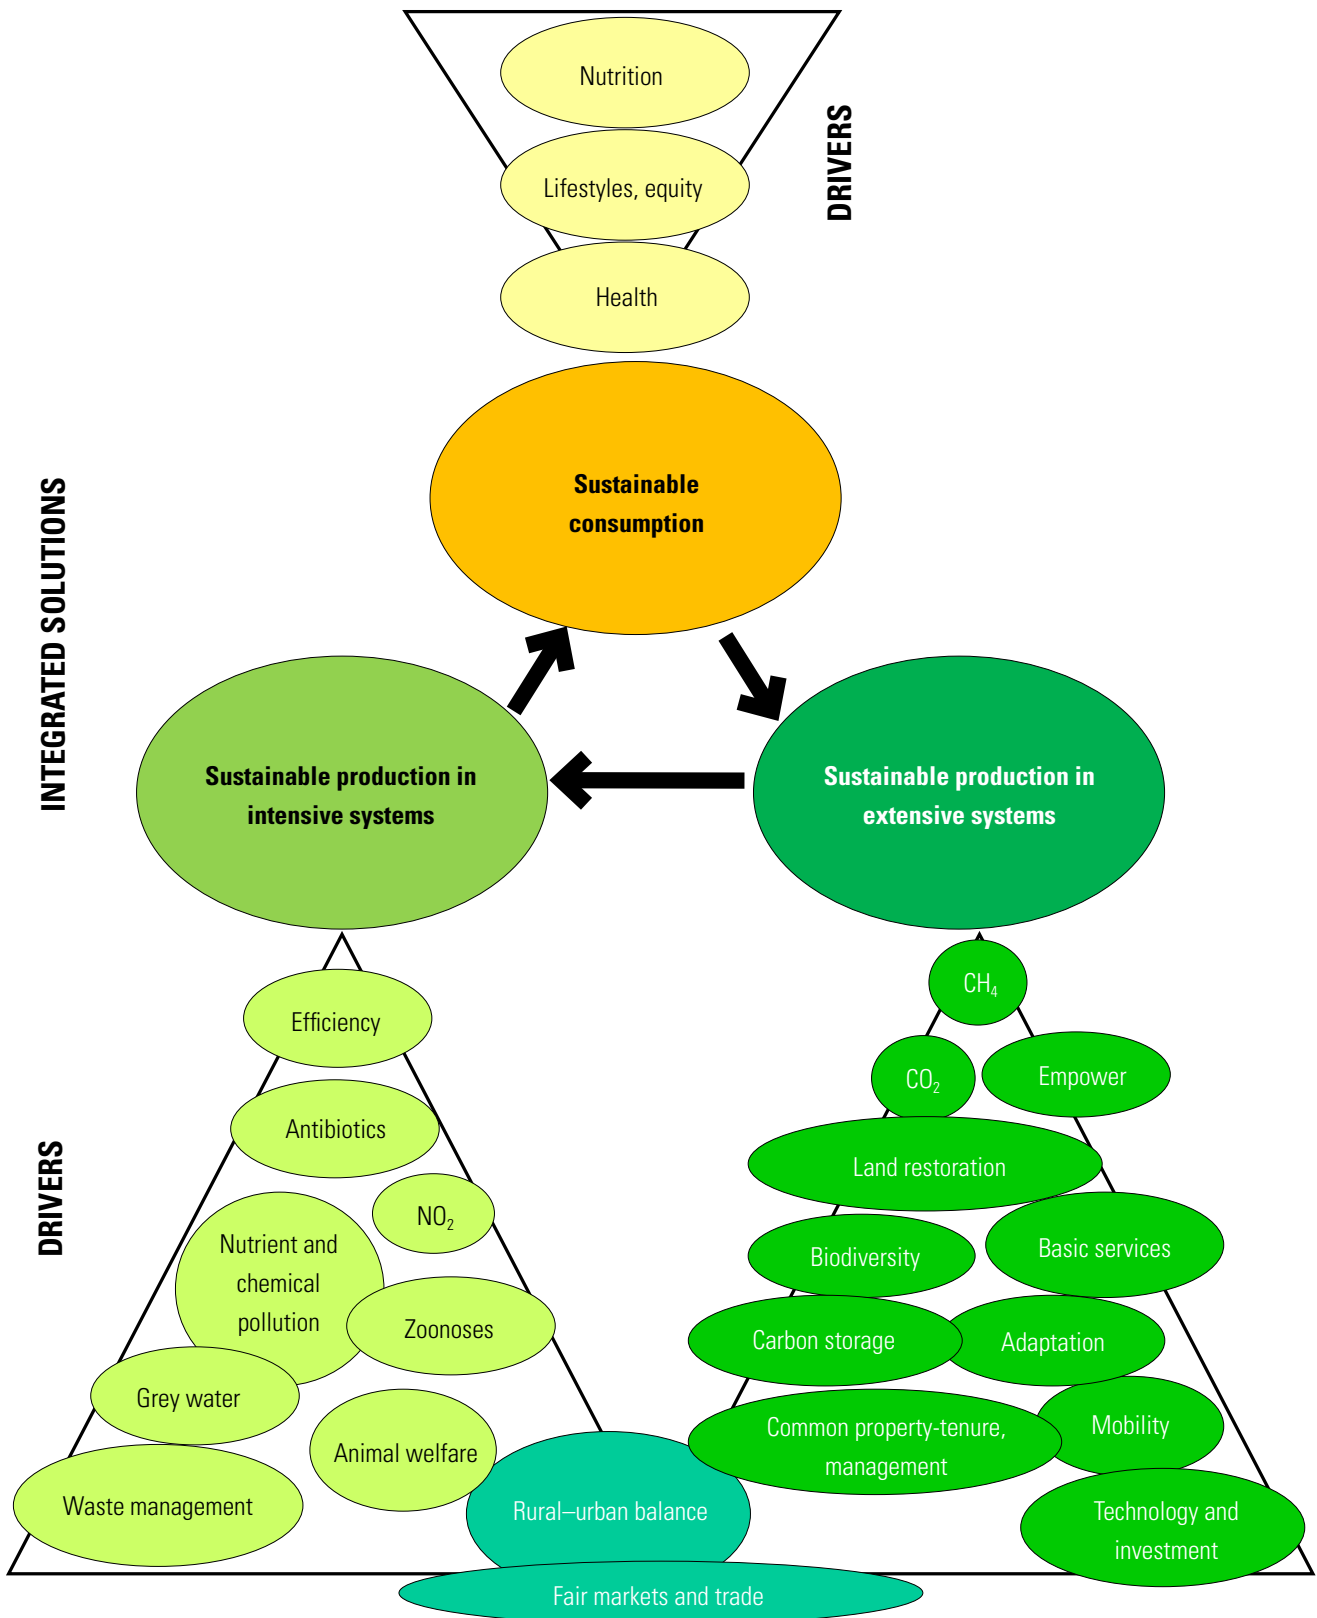 Nutrition
Lifestyles, equity
Health
DRIVERS
Sustainable
consumption
INTEGRATED SOLUTIONS
Sustainable production in
intensive systems
Sustainable production in
extensive systems
DRIVERS
Efficiency
Antibiotics
NO₂
Nutrient and
chemical
pollution
Zoonoses
Grey water
Animal welfare
Waste management
CH₄
CO₂
Empower
Land restoration
Biodiversity
Basic services
Carbon storage
Adaptation
Common property-tenure,
management
Mobility
Technology and
investment
Rural–urban balance
Fair markets and trade